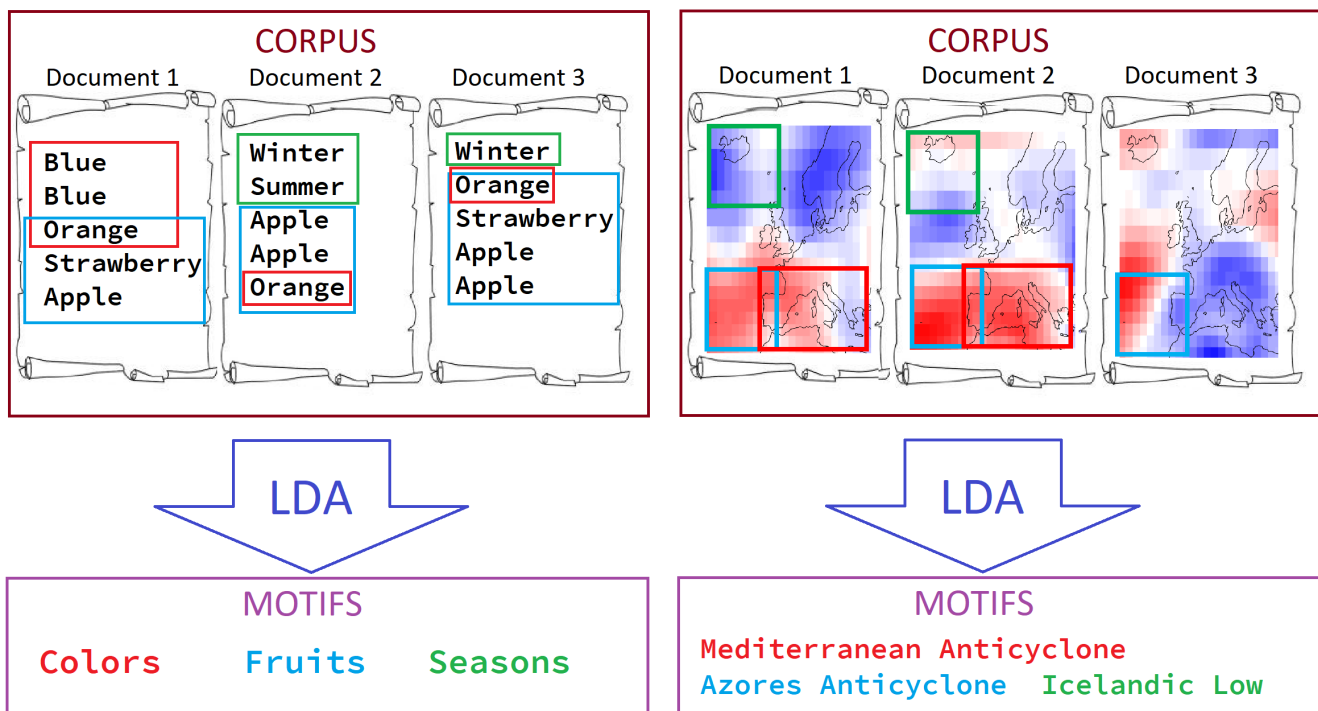 CORPUS
Document 1
Document 2
Document 3
Blue
Blue
Orange
Strawberry
Apple
Winter
Summer
Apple
Apple
Orange
Winter
Orange
Strawberry
Apple
Apple
LDA
MOTIFS
Colors
Fruits
Seasons
CORPUS
Document 1
Document 2
Document 3
LDA
MOTIFS
Mediterranean Anticyclone
Azores Anticyclone
Icelandic Low